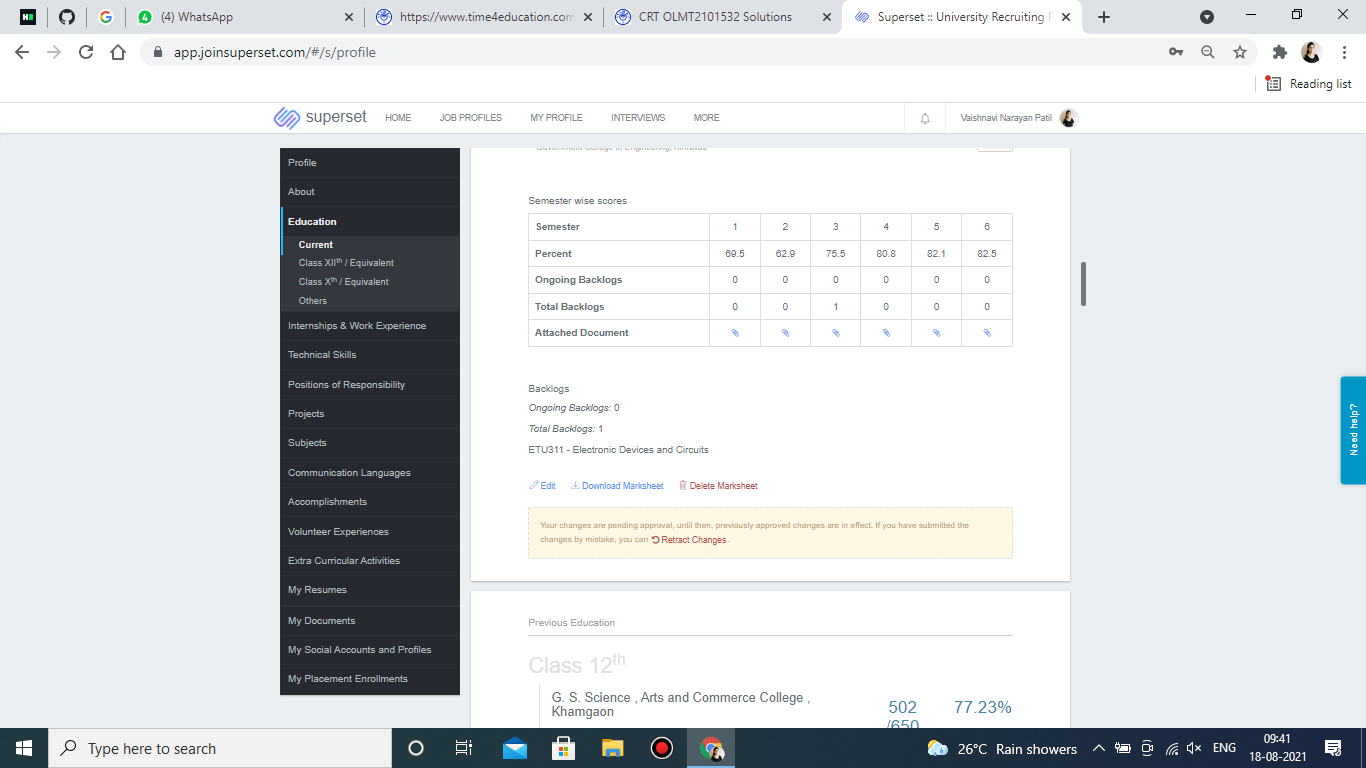 (4) WhatsApp
https://www.time4education.com
CRT OLMT2101532 Solutions
Superset :: University Recruiting
app.joinsuperset.com/#/s/profile
Reading list
superset HOME JOB PROFILES MY PROFILE INTERVIEWS MORE Vaishnavi Narayan Patil
Profile
About
Education
Current
Class XIIth / Equivalent
Class Xth / Equivalent
Others
Internships & Work Experience
Technical Skills
Positions of Responsibility
Projects
Subjects
Communication Languages
Accomplishments
Volunteer Experiences
Extra Curricular Activities
My Resumes
My Documents
My Social Accounts and Profiles
My Placement Enrollments
Semester wise scores
Semester 1 2 3 4 5 6
Percent 69.5 62.9 75.5 80.8 82.1 82.5
Ongoing Backlogs 0 0 0 0 0 0
Total Backlogs 0 0 1 0 0 0
Attached Document
Backlogs
Ongoing Backlogs: 0
Total Backlogs: 1
ETU311 - Electronic Devices and Circuits
Edit Download Marksheet Delete Marksheet
Your changes are pending approval, until then, previously approved changes are in effect. If you have submitted the
changes by mistake, you can Retract Changes.
Previous Education
Class 12th
G. S. Science , Arts and Commerce College ,
Khamgaon
502
/650
77.23%
Need help?
Type here to search
26°C Rain showers
ENG
09:41
18-08-2021